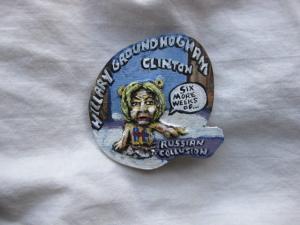 HILLARY GROUNDHOGHAM
CLINTON
SIX
MORE
WEEKS
OF...
RUSSIAN
COLLUSION